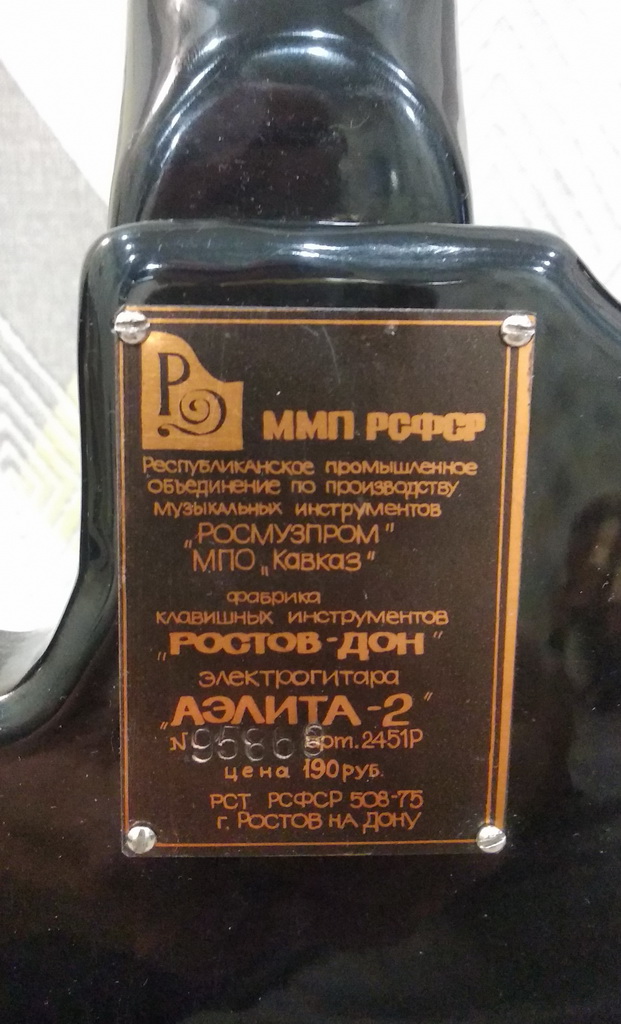 Р
ММП РСФСР
Республиканское промышленное
объединение по производству
музыкальных инструментов
„РОСМУЗПРОМ"
МПО „Кавказ"
фабрика
клавишных инструментов
„РОСТОВ-ДОН"
электрогитара
„АЭЛИТА-2"
№ арт. 2451Р
цена 190 руб.
РСТ РСФСР 508-75
г. РОСТОВ НА ДОНУ